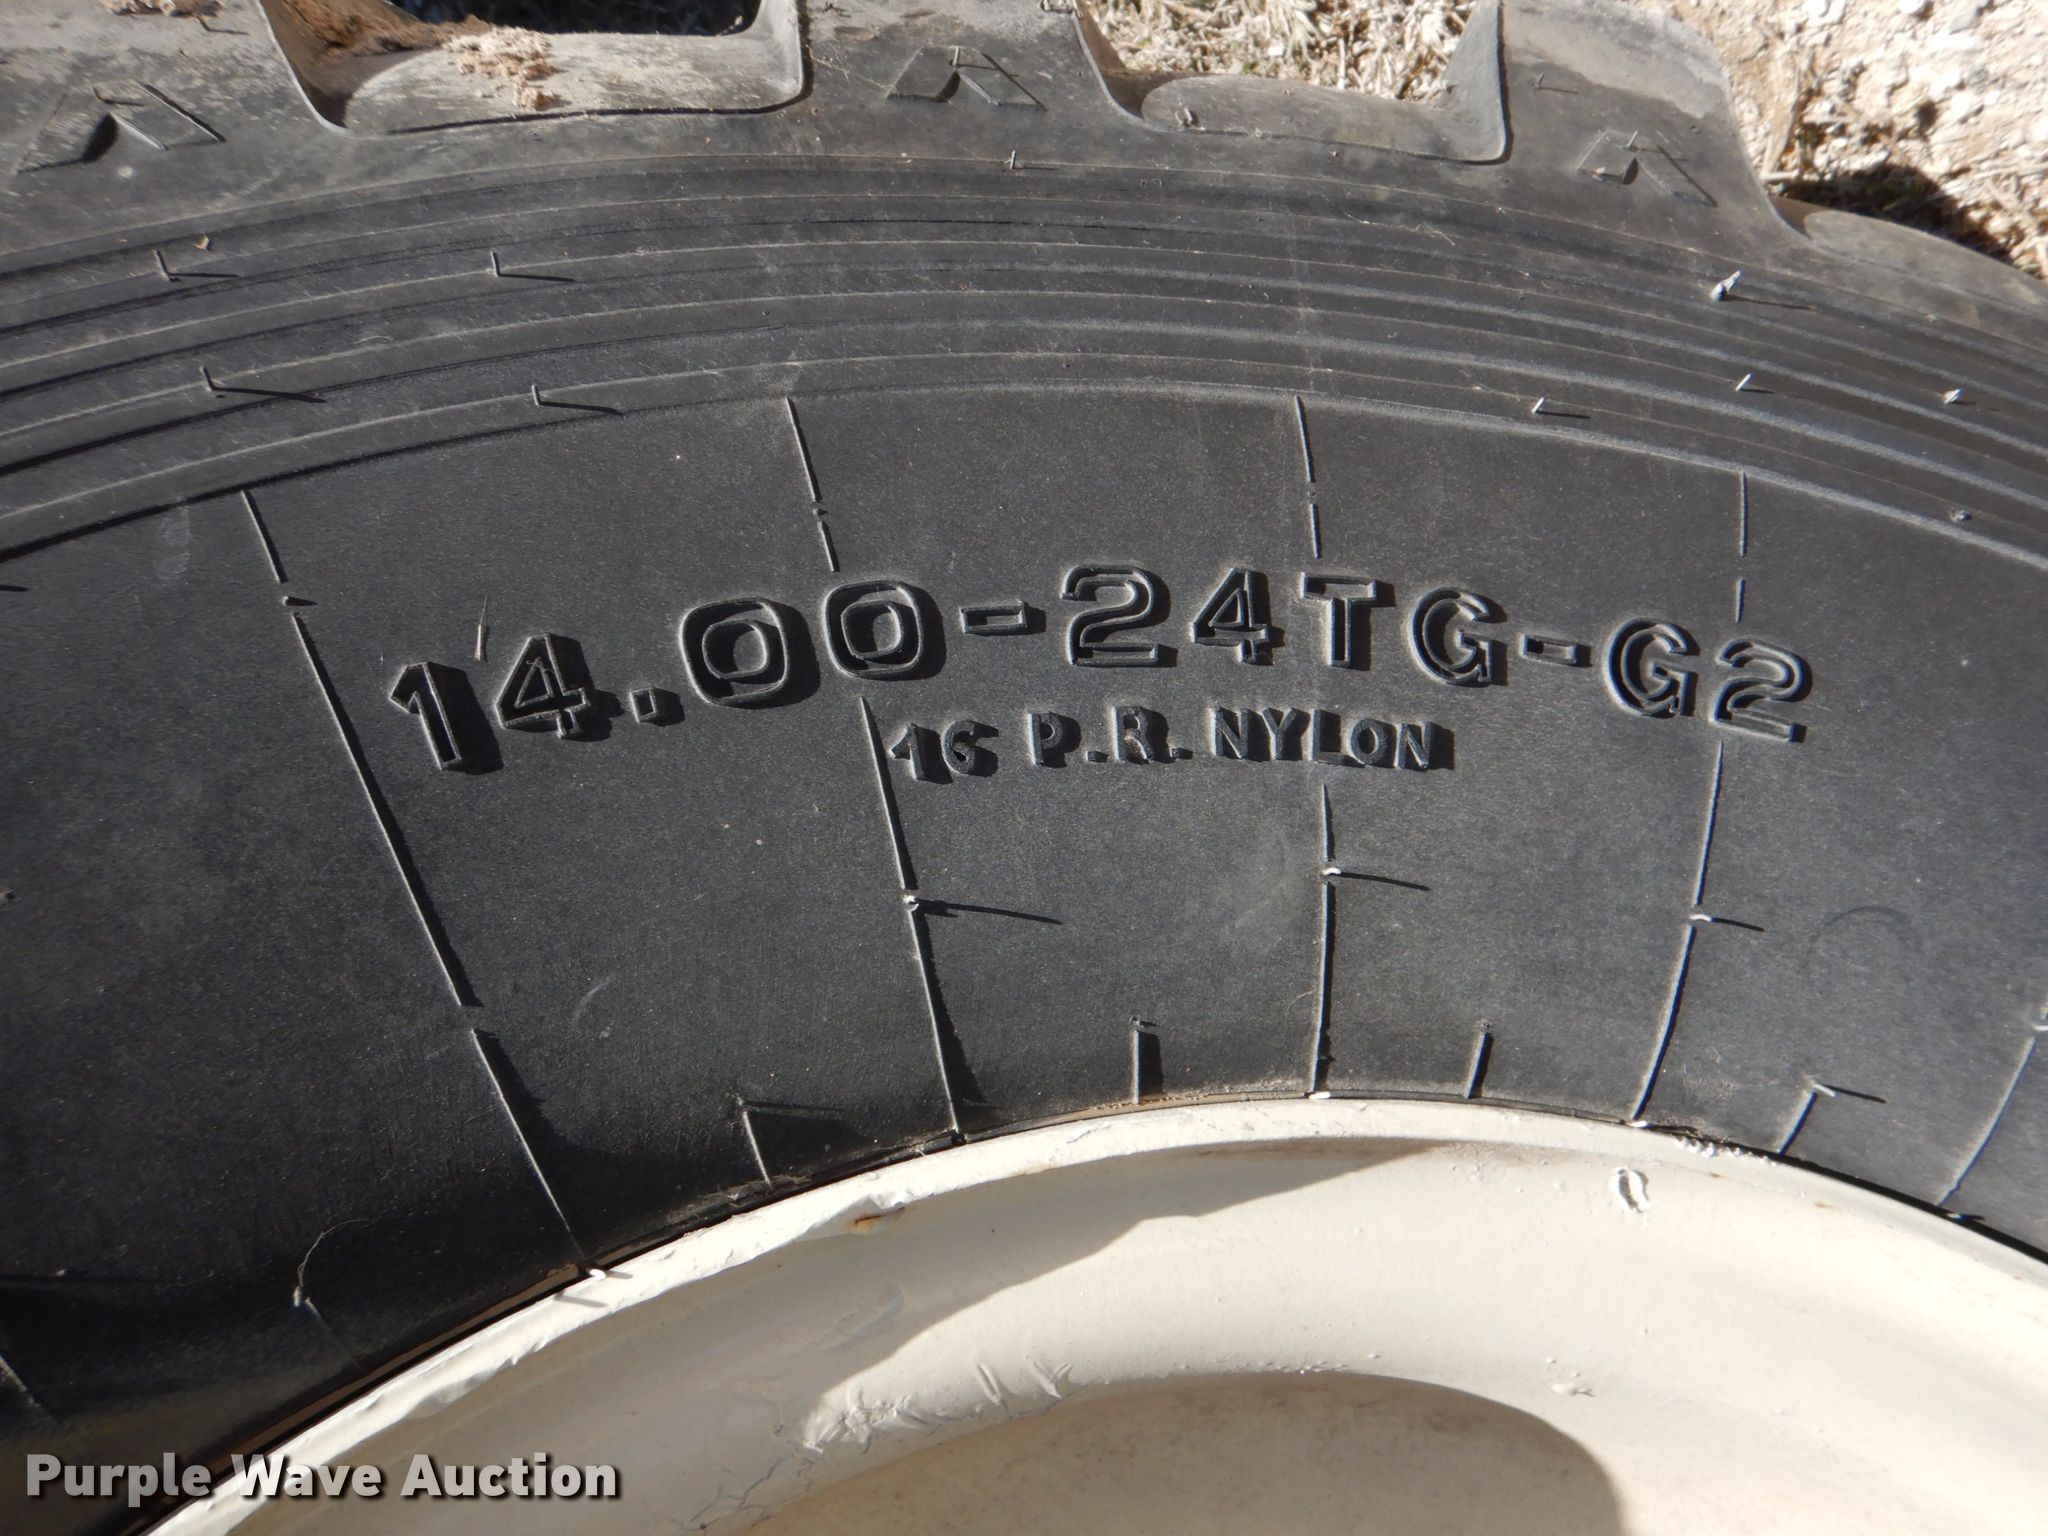 14.00-24TG-G2
16 P.R. NYLON
Purple Wave Auction